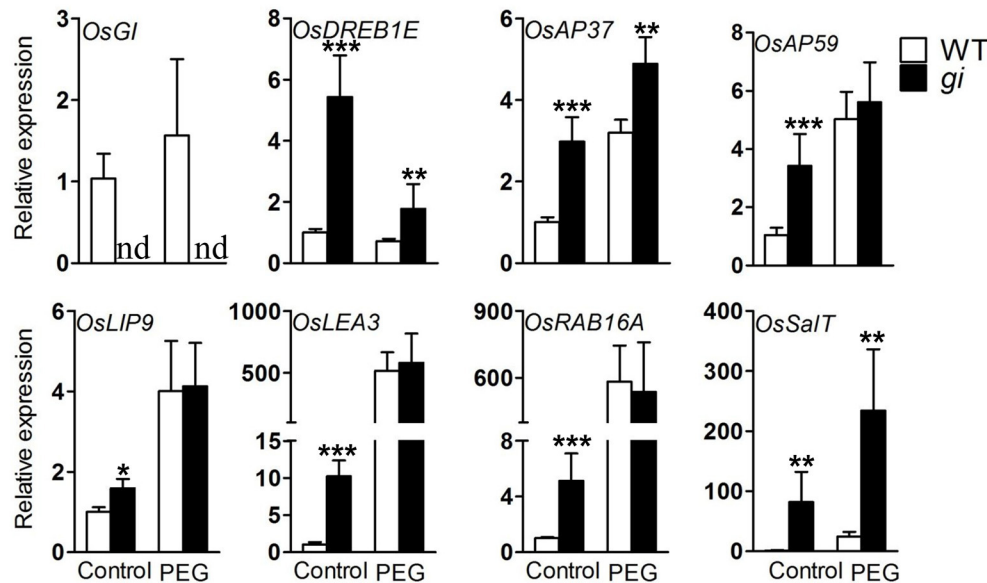 OsGI
OsDREB1E
OsAP37
OsAP59
WT
gi
Relative expression
3
2
1
0
nd
nd
8
6
4
2
0
***
**
6
4
2
0
***
**
8
6
4
2
0
***
OsLIP9
OsLEA3
OsRAB16A
OsSalT
Relative expression
6
4
2
0
*
1000
500
15
10
5
0
***
900
600
8
4
0
***
400
300
200
100
0
**
**
Control PEG
Control PEG
Control PEG
Control PEG